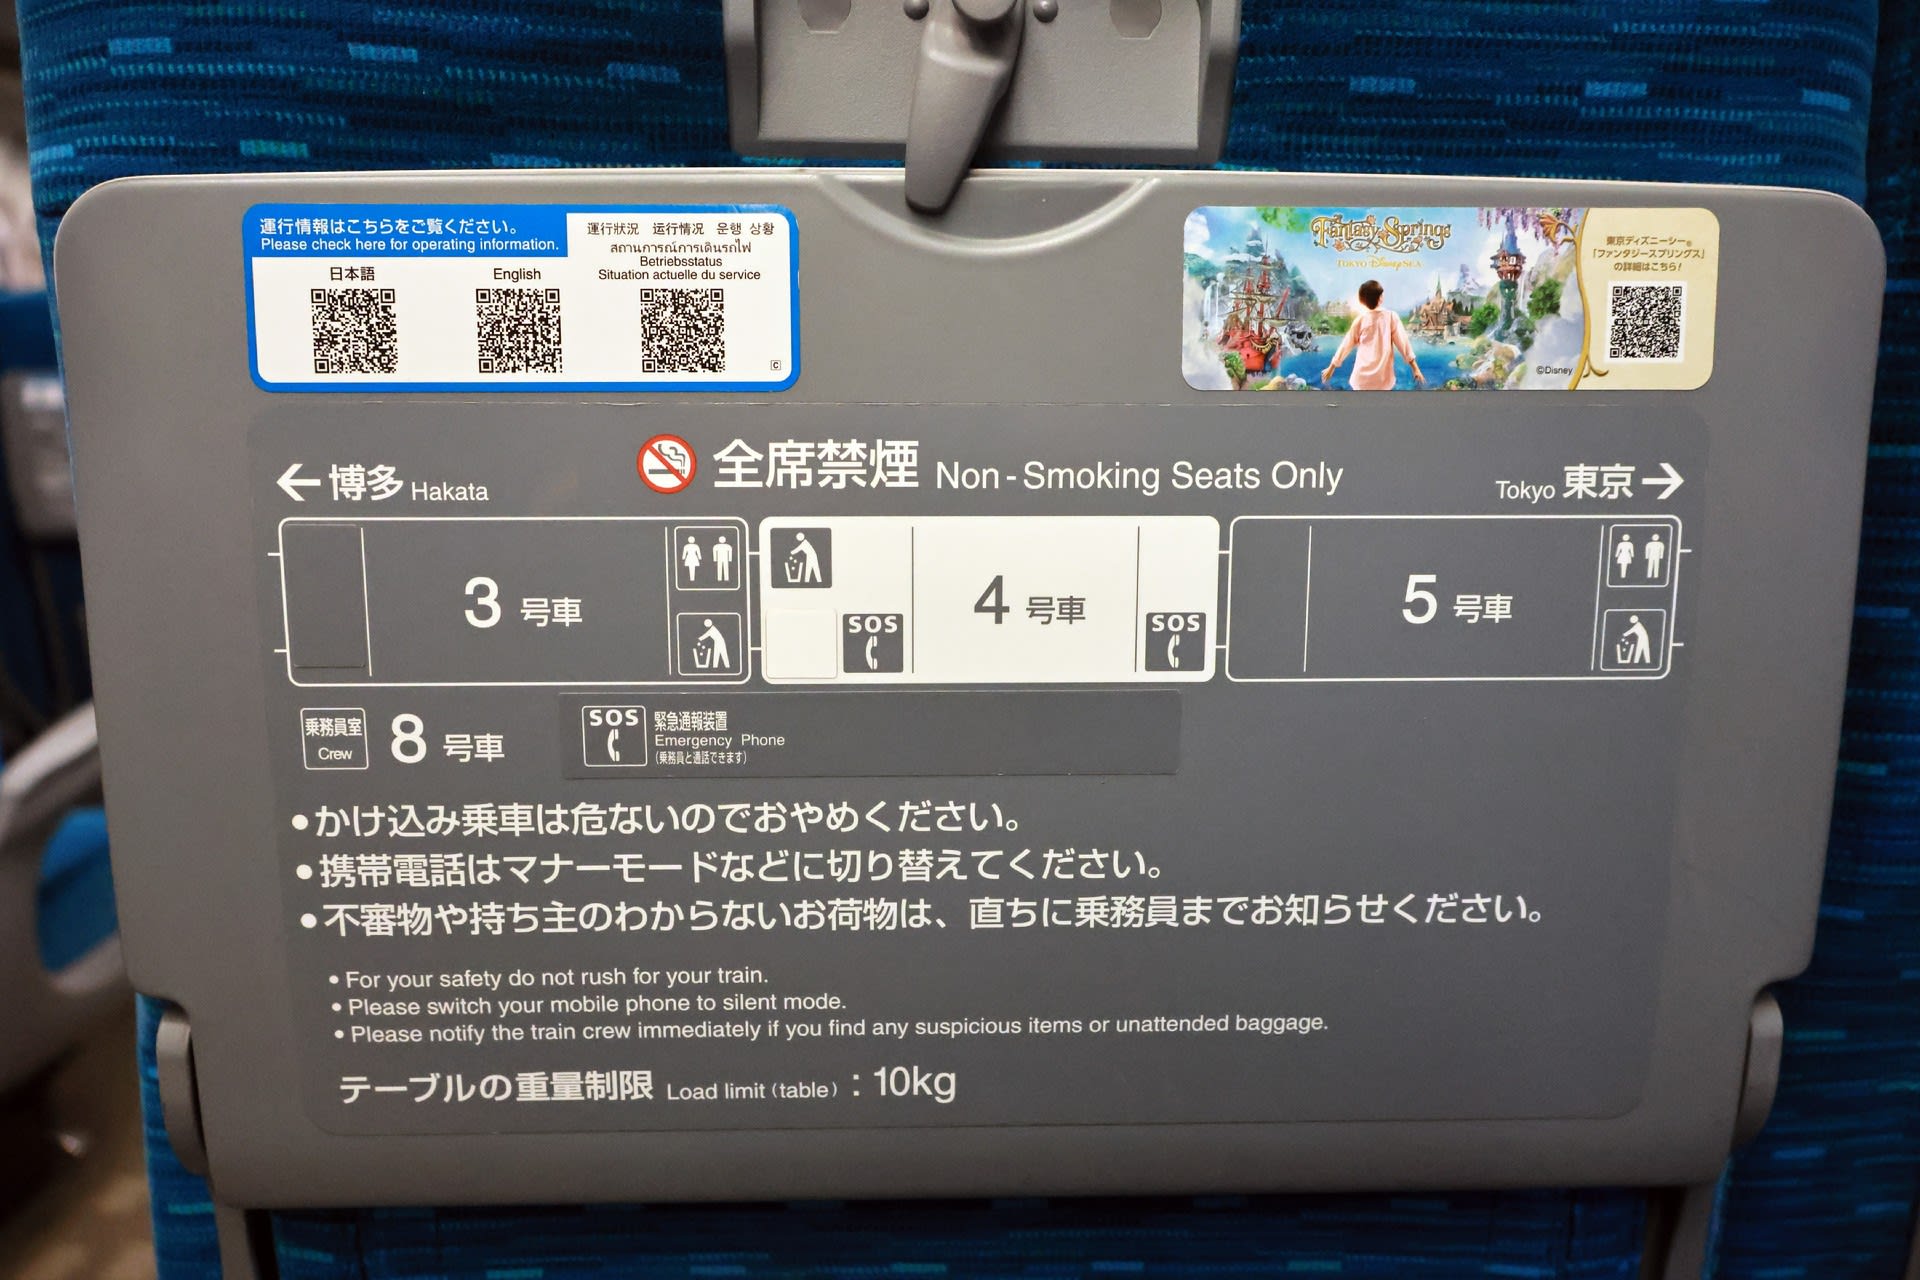 運行情報はこちらをご覧ください。
Please check here for operating information.
日本語
English
運行狀況 运行情况 운행 상황
สถานการณ์การเดินรถไฟ
Betriebsstatus
Situation actuelle du service
C
Fantasy Springs
TOKYO DisneySEA
©Disney
東京ディズニーシー®
「ファンタジースプリングス」
の詳細はこちら!
←博多 Hakata
全席禁煙 Non-Smoking Seats Only
Tokyo 東京→
3 号車
SOS
4 号車
SOS
5 号車
乗務員室
Crew
8 号車
SOS
緊急通報装置
Emergency Phone
(乗務員と通話できます)
•かけ込み乗車は危ないのでおやめください。
•携帯電話はマナーモードなどに切り替えてください。
•不審物や持ち主のわからないお荷物は、直ちに乗務員までお知らせください。
• For your safety do not rush for your train.
• Please switch your mobile phone to silent mode.
• Please notify the train crew immediately if you find any suspicious items or unattended baggage.
テーブルの重量制限 Load limit (table) : 10kg